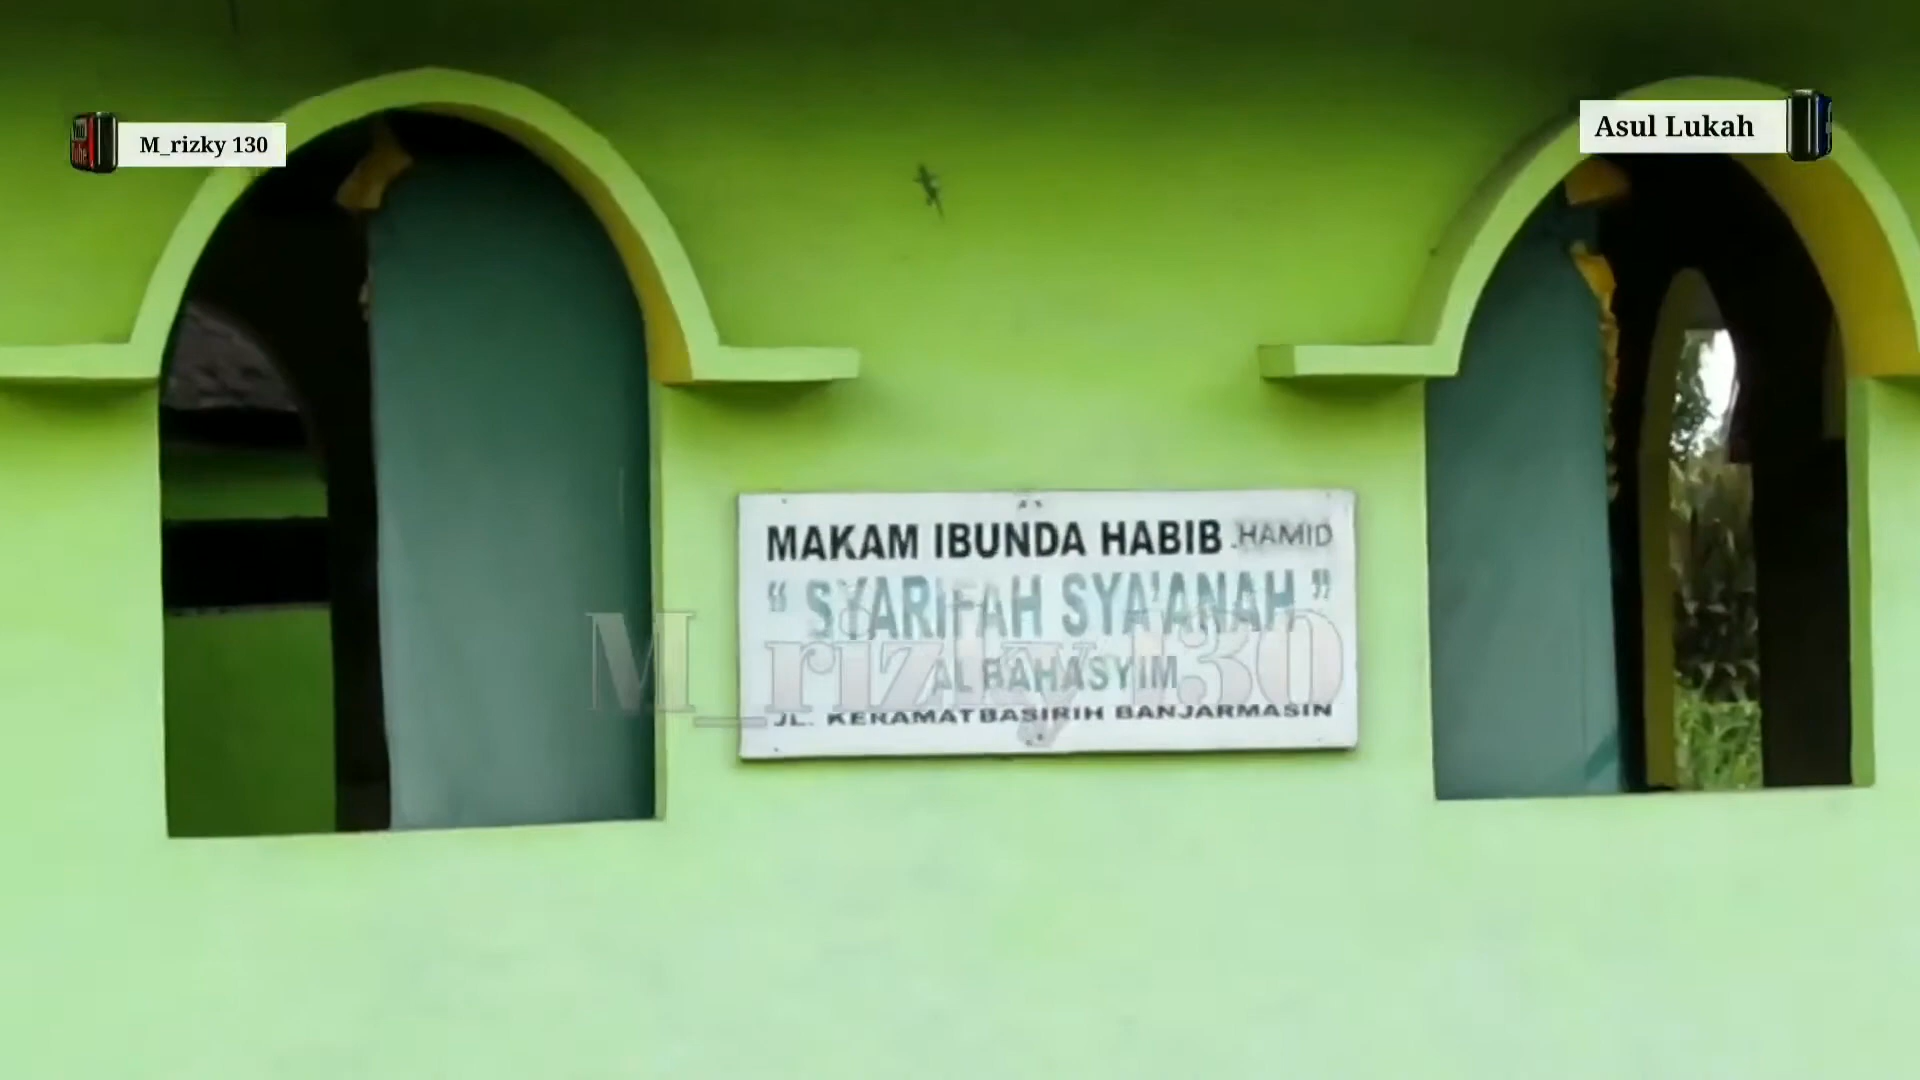 M_rizky 130
Asul Lukah
MAKAM IBUNDA HABIB .HAMID
“ SYARIFAH SYA'ANAH ”
AL BAHASYIM
M_rizky 130
JL. KERAMAT BASIRIH BANJARMASIN